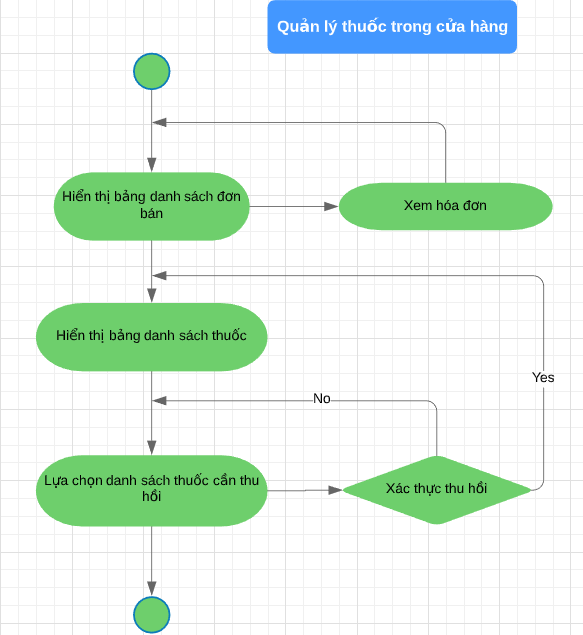 Quản lý thuốc trong cửa hàng
Hiển thị bảng danh sách đơn
bán
Xem hóa đơn
Hiển thị bảng danh sách thuốc
Yes
No
Lựa chọn danh sách thuốc cần thu
hồi
Xác thực thu hồi